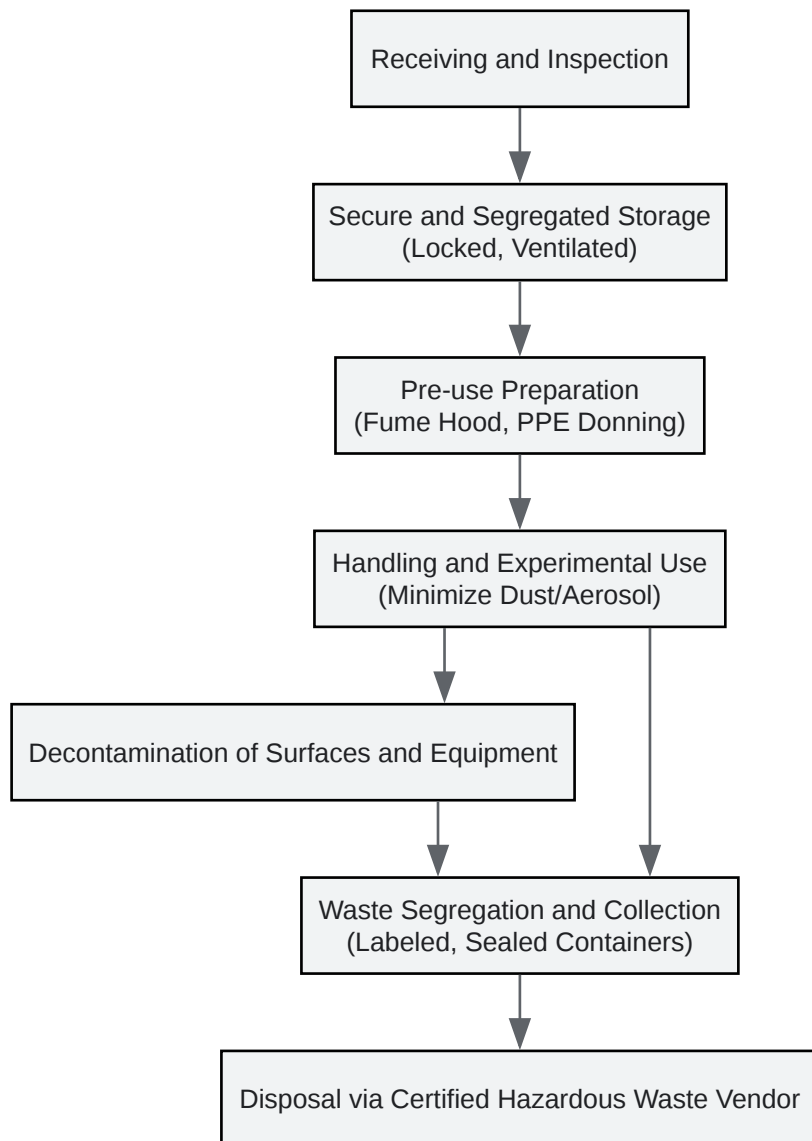 Receiving and Inspection
Secure and Segregated Storage
(Locked, Ventilated)
Pre-use Preparation
(Fume Hood, PPE Donning)
Handling and Experimental Use
(Minimize Dust/Aerosol)
Decontamination of Surfaces and Equipment
Waste Segregation and Collection
(Labeled, Sealed Containers)
Disposal via Certified Hazardous Waste Vendor